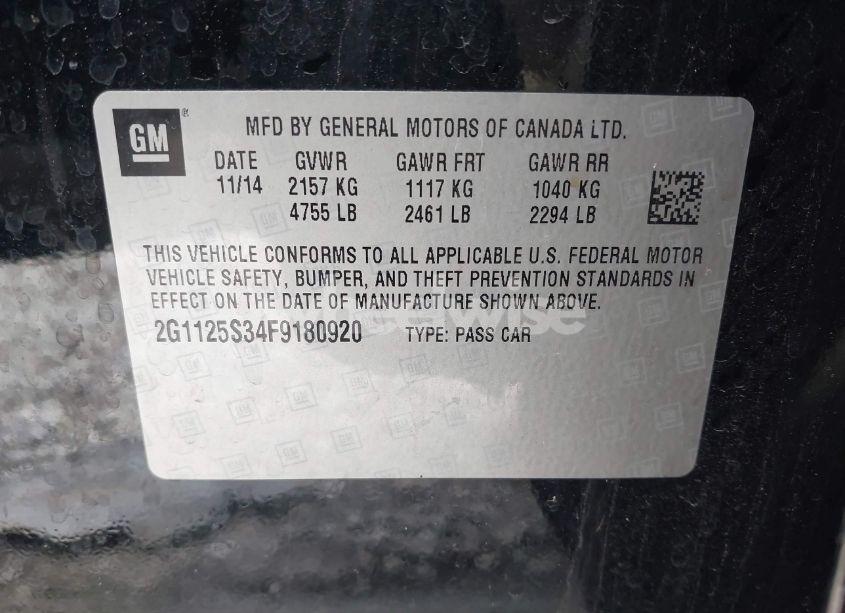 GM ® MFD BY GENERAL MOTORS OF CANADA LTD.
DATE GVWR GAWR FRT GAWR RR
11/14 2157 KG 1117 KG 1040 KG
4755 LB 2461 LB 2294 LB
THIS VEHICLE CONFORMS TO ALL APPLICABLE U.S. FEDERAL MOTOR
VEHICLE SAFETY, BUMPER, AND THEFT PREVENTION STANDARDS IN
EFFECT ON THE DATE OF MANUFACTURE SHOWN ABOVE.
2G1125S34F9180920 TYPE: PASS CAR